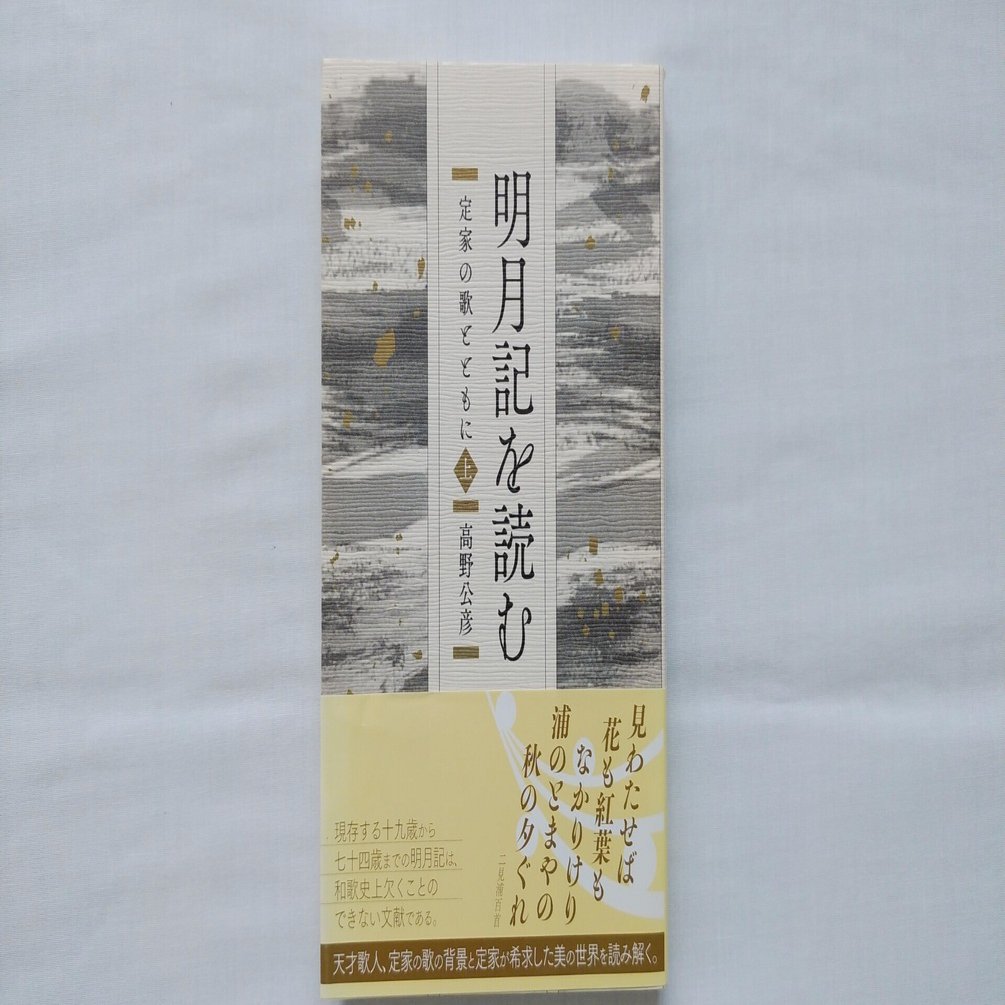 明月記を読む
定家の歌とともに
上
高野公彦
見わたせば
花も紅葉も
なかりけり
浦のとまやの
秋の夕ぐれ
二見浦百首
現存する十九歳から
七十四歳までの明月記は、
和歌史上欠くことの
できない文献である。
天才歌人、定家の歌の背景と定家が希求した美の世界を読み解く。